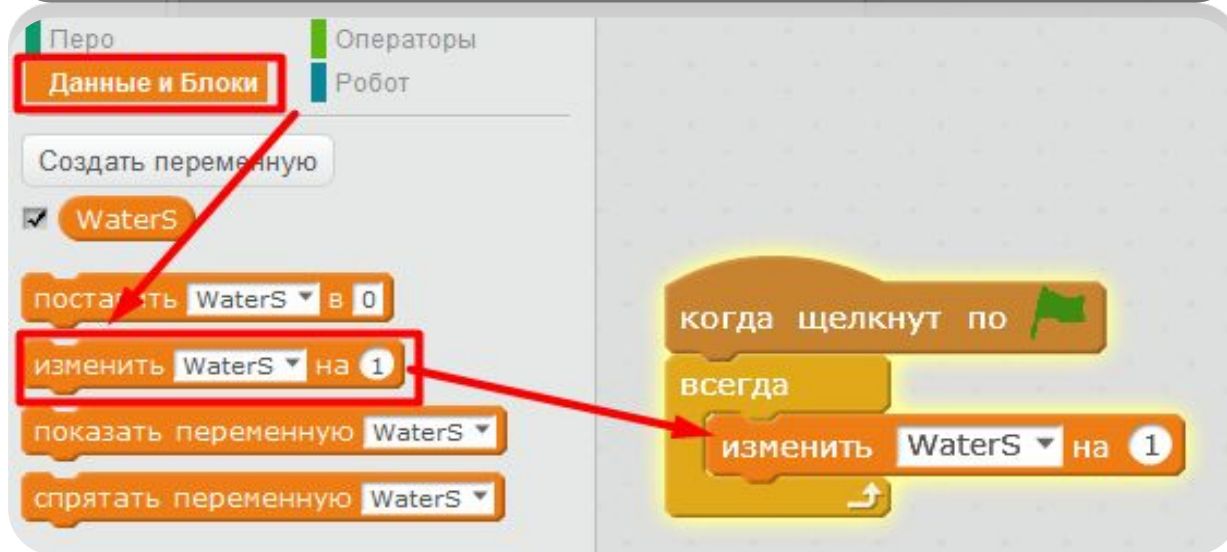 Перо
Операторы
Данные и Блоки
Робот
Создать переменную
WaterS
поставить WaterS в 0
изменить WaterS на 1
показать переменную WaterS
спрятать переменную WaterS
когда щелкнут по
всегда
изменить WaterS на 1